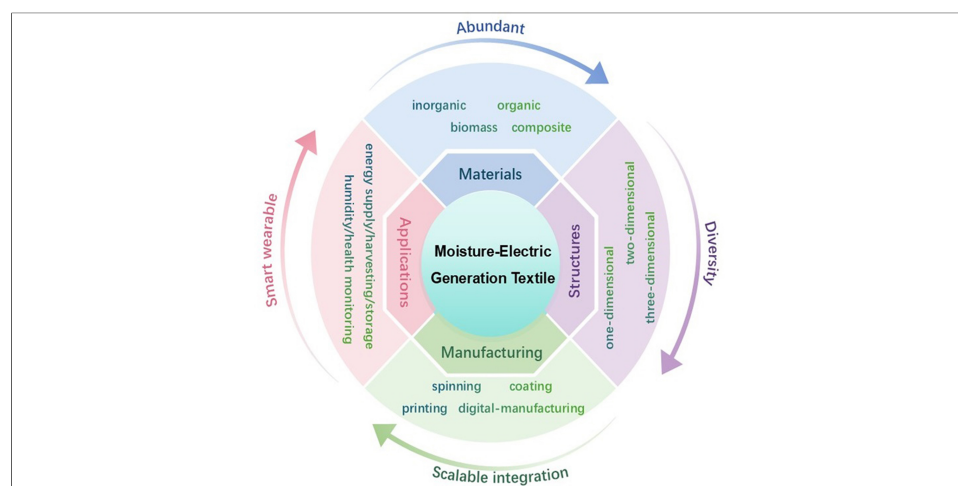 Abundant
inorganic organic
biomass composite
Materials
Smart wearable
energy supply/harvesting/storage
humidity/health monitoring
Applications
Moisture-Electric
Generation Textile
Structures
one-dimensional
two-dimensional
three-dimensional
Diversity
Manufacturing
spinning coating
printing digital-manufacturing
Scalable integration